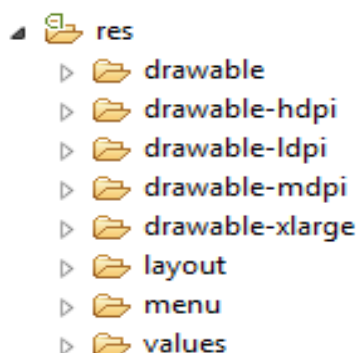 res
drawable
drawable-hdpi
drawable-ldpi
drawable-mdpi
drawable-xlarge
layout
menu
values